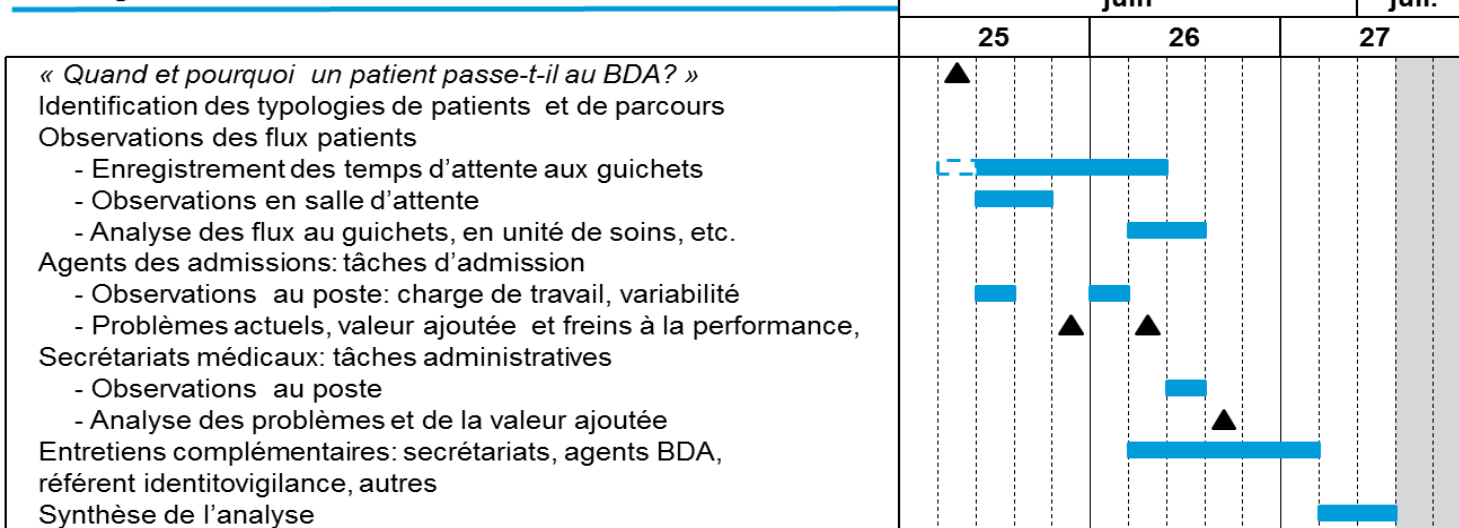 juin juil.
25 26 27
« Quand et pourquoi un patient passe-t-il au BDA? »
Identification des typologies de patients et de parcours
Observations des flux patients
- Enregistrement des temps d’attente aux guichets
- Observations en salle d’attente
- Analyse des flux au guichets, en unité de soins, etc.
Agents des admissions: tâches d’admission
- Observations au poste: charge de travail, variabilité
- Problèmes actuels, valeur ajoutée et freins à la performance,
Secrétariats médicaux: tâches administratives
- Observations au poste
- Analyse des problèmes et de la valeur ajoutée
Entretiens complémentaires: secrétariats, agents BDA,
référent identitovigilance, autres
Synthèse de l’analyse